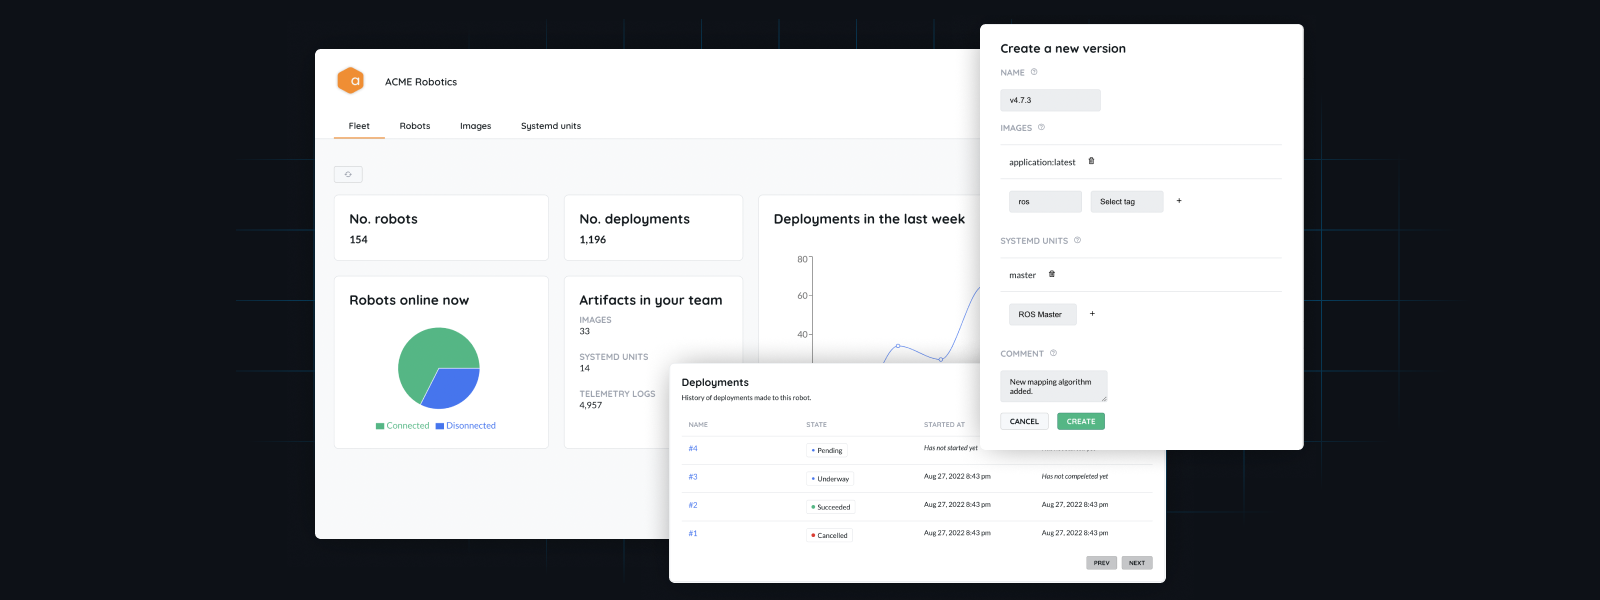 a
ACME Robotics
Fleet
Robots
Images
Systemd units
No. robots
154
No. deployments
1,196
Deployments in the last week
80
60
40
Robots online now
Connected
Disonnected
Artifacts in your team
IMAGES
33
SYSTEMD UNITS
14
TELEMETRY LOGS
4,957
Deployments
History of deployments made to this robot.
NAME STATE STARTED AT
#4 Pending Has not started yet
#3 Underway Aug 27, 2022 8:43 pm Has not compeleted yet
#2 Succeeded Aug 27, 2022 8:43 pm Aug 27, 2022 8:43 pm
#1 Cancelled Aug 27, 2022 8:43 pm Aug 27, 2022 8:43 pm
PREV NEXT
Create a new version
NAME
v4.7.3
IMAGES
application:latest
ros Select tag +
SYSTEMD UNITS
master
ROS Master +
COMMENT
New mapping algorithm
added.
CANCEL CREATE